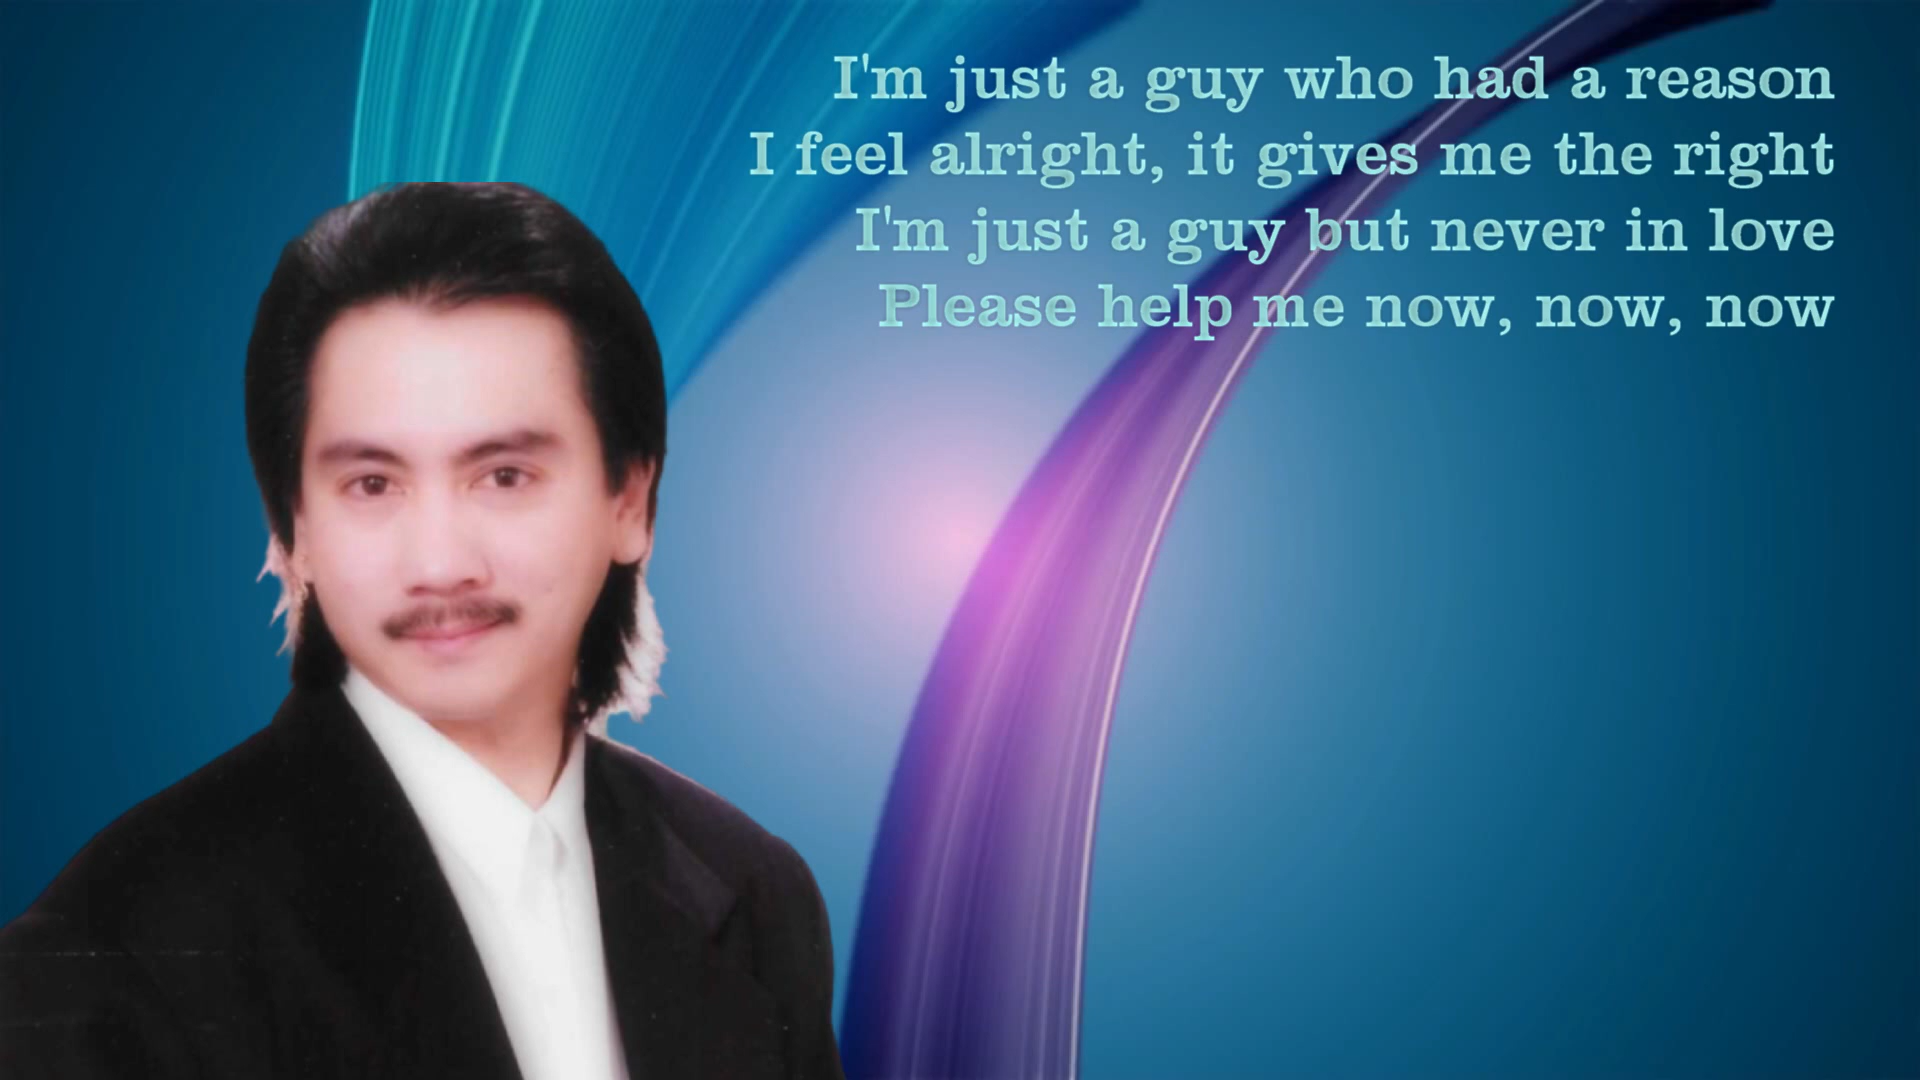 I'm just a guy who had a reason
I feel alright, it gives me the right
I'm just a guy but never in love
Please help me now, now, now